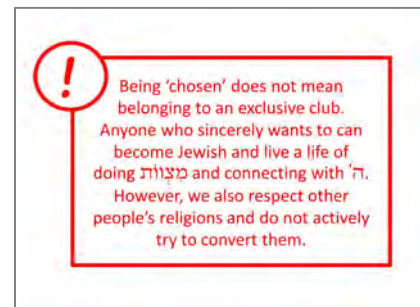 !
Being ‘chosen’ does not mean
belonging to an exclusive club.
Anyone who sincerely wants to can
become Jewish and live a life of
doing מִצְווֹת and connecting with ה'.
However, we also respect other
people’s religions and do not actively
try to convert them.